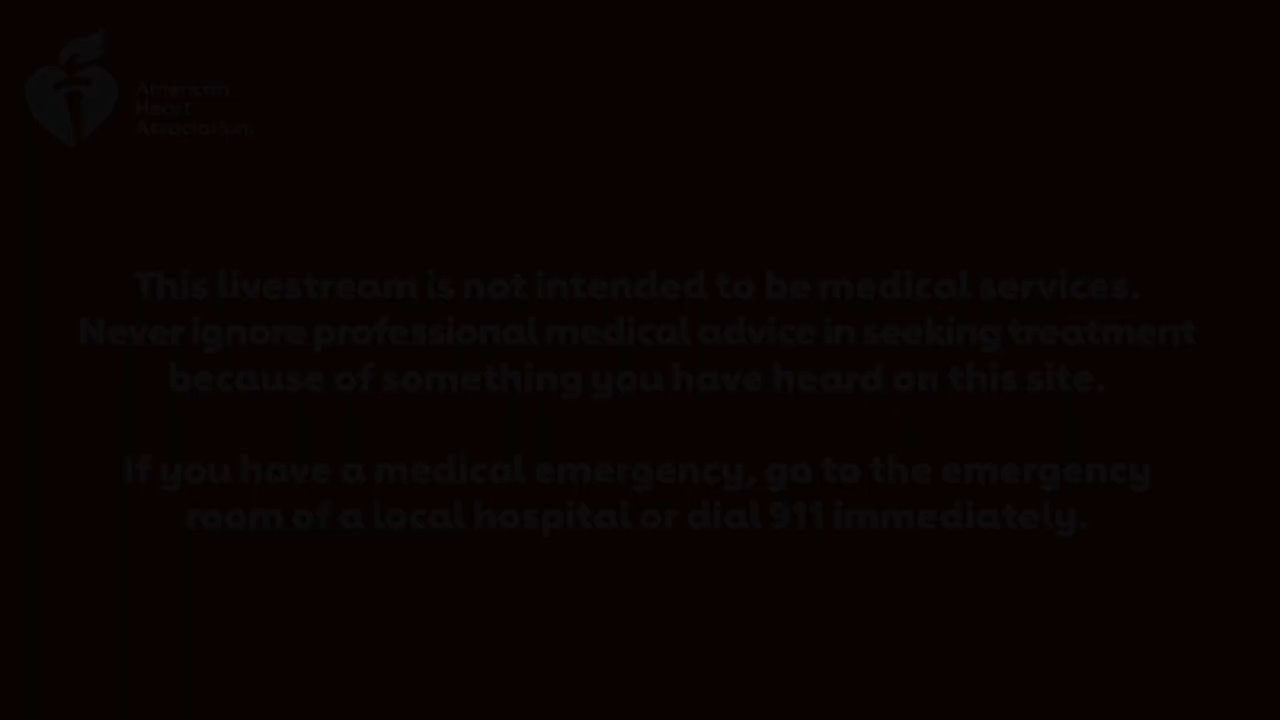 American
Heart
Association.
This livestream is not intended to be medical services.
Never ignore professional medical advice in seeking treatment
because of something you have heard on this site.
If you have a medical emergency, go to the emergency
room of a local hospital or dial 911 immediately.